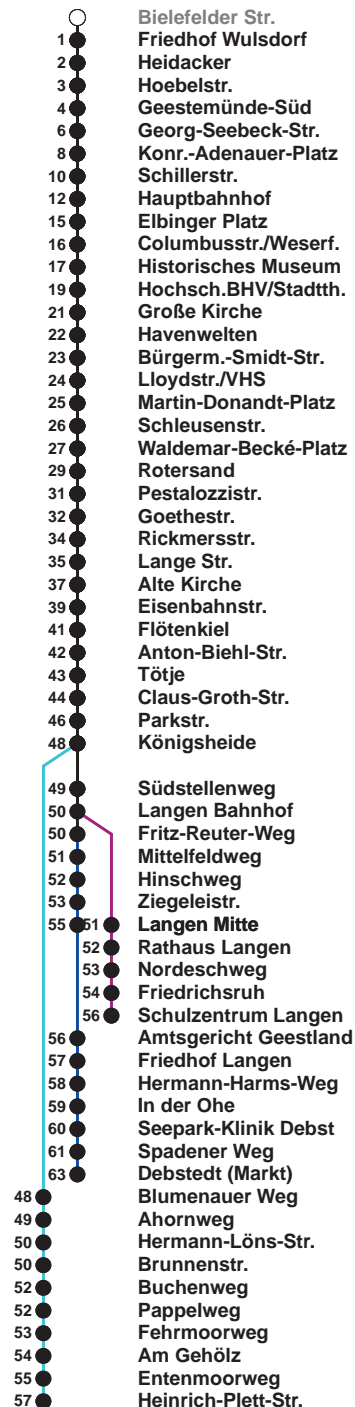 Bielefelder Str.
1 Friedhof Wulsdorf
2 Heidacker
3 Hoebelstr.
4 Geestemünde-Süd
6 Georg-Seebeck-Str.
8 Konr.-Adenauer-Platz
10 Schillerstr.
12 Hauptbahnhof
15 Elbinger Platz
16 Columbusstr./Weserf.
17 Historisches Museum
19 Hochsch.BHV/Stadtth.
21 Große Kirche
22 Havenwelten
23 Bürgerm.-Smidt-Str.
24 Lloydstr./VHS
25 Martin-Donandt-Platz
26 Schleusenstr.
27 Waldemar-Becké-Platz
29 Rotersand
31 Pestalozzistr.
32 Goethestr.
34 Rickmersstr.
35 Lange Str.
37 Alte Kirche
39 Eisenbahnstr.
41 Flötenkiel
42 Anton-Biehl-Str.
43 Tötje
44 Claus-Groth-Str.
46 Parkstr.
48 Königsheide
49 Südstellenweg
50 Langen Bahnhof
50 Fritz-Reuter-Weg
51 Mittelfeldweg
52 Hinschweg
53 Ziegeleistr.
55 51 Langen Mitte
52 Rathaus Langen
53 Nordeschweg
54 Friedrichsruh
56 Schulzentrum Langen
56 Amtsgericht Geestland
57 Friedhof Langen
58 Hermann-Harms-Weg
59 In der Ohe
60 Seepark-Klinik Debst
61 Spadener Weg
63 Debstedt (Markt)
48 Blumenauer Weg
49 Ahornweg
50 Hermann-Löns-Str.
50 Brunnenstr.
52 Buchenweg
52 Pappelweg
53 Fehrmoorweg
54 Am Gehölz
55 Entenmoorweg
57 Heinrich-Plett-Str.